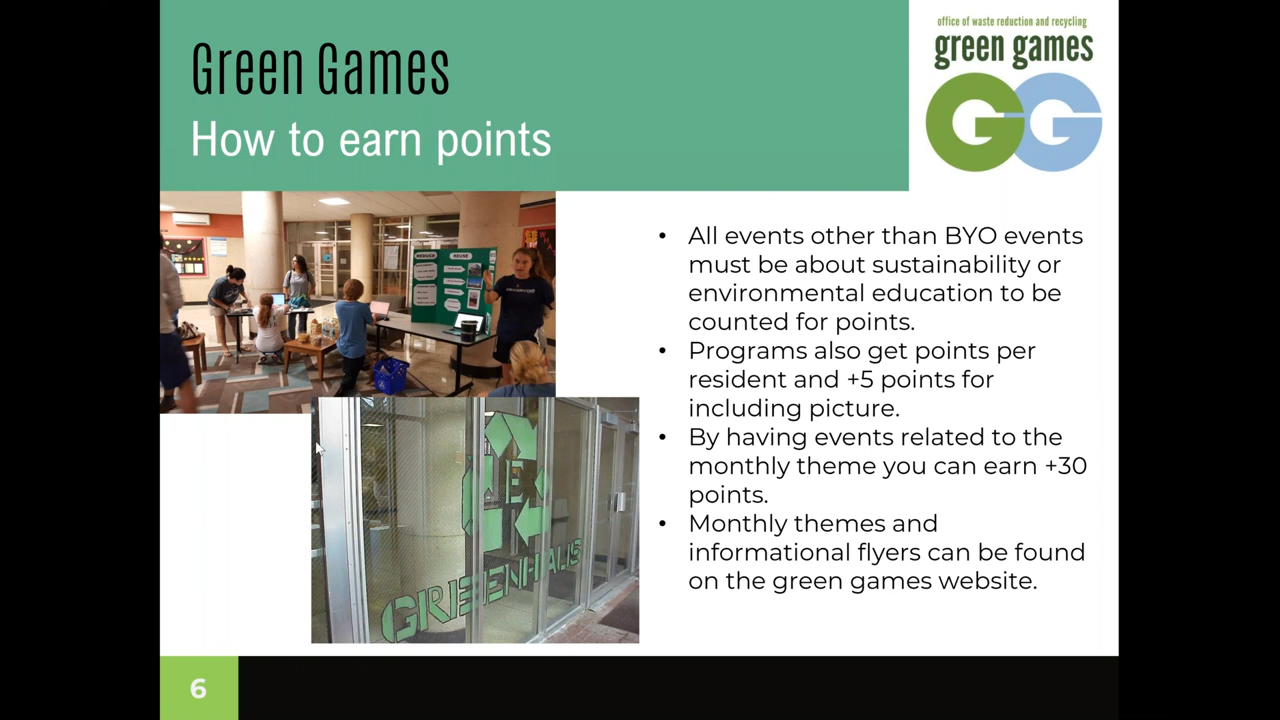 office of waste reduction and recycling
green games
GG
Green Games
How to earn points
REDUCE
REUSE
GREENHAUS
• All events other than BYO events
must be about sustainability or
environmental education to be
counted for points.
• Programs also get points per
resident and +5 points for
including picture.
• By having events related to the
monthly theme you can earn +30
points.
• Monthly themes and
informational flyers can be found
on the green games website.
6